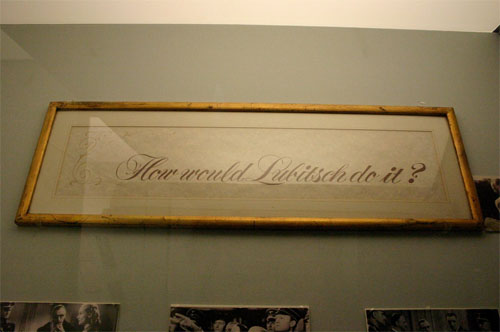 How would Lubitsch do it?